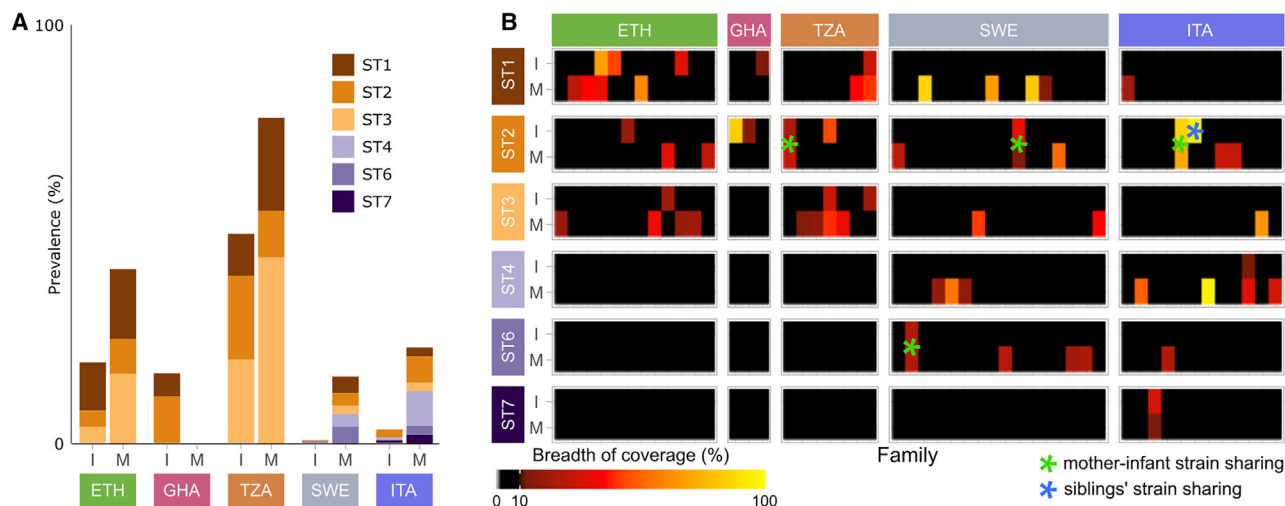 A
100
Prevalence (%)
0
ST1
ST2
ST3
ST4
ST6
ST7
I M I M I M I M I M
ETH GHA TZA SWE ITA
B
ETH GHA TZA SWE ITA
ST1 I
M
ST2 I
M
ST3 I
M
ST4 I
M
ST6 I
M
ST7 I
M
Breadth of coverage (%)
0 10 100
Family
mother-infant strain sharing
siblings' strain sharing